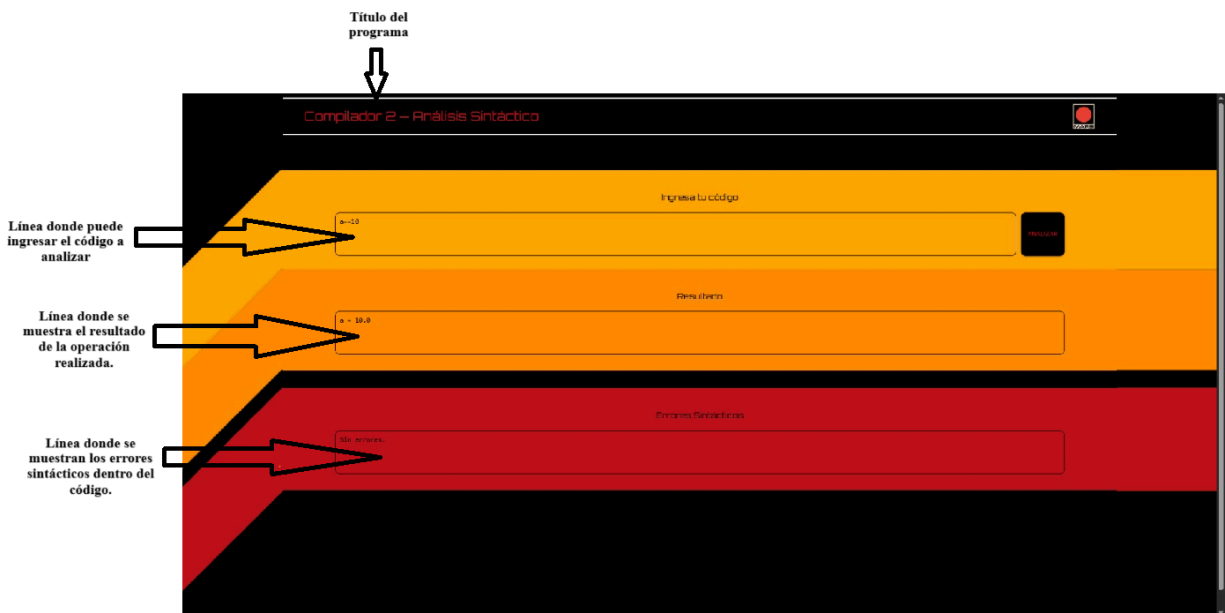 Título del
programa
Compilador 2 – Análisis Sintáctico
Ingresa tu código
Línea donde puede
ingresar el código a
analizar
a=-10
ANALIZAR
Resultado
Línea donde se
muestra el resultado
de la operación
realizada.
a = 10.0
Errores Sintácticos
Línea donde se
muestran los errores
sintácticos dentro del
código.
Sin errores.